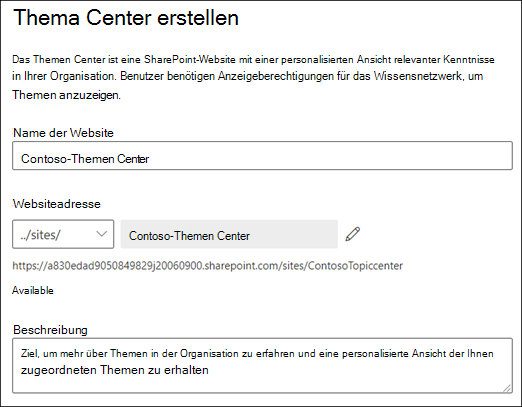 Thema Center erstellen
Das Themen Center ist eine SharePoint-Website mit einer personalisierten Ansicht relevanter Kenntnisse
in Ihrer Organisation. Benutzer benötigen Anzeigeberechtigungen für das Wissensnetzwerk, um
Themen anzuzeigen.
Name der Website
Contoso-Themen Center
Websiteadresse
../sites/ Contoso-Themen Center
https://a830edad9050849829j20060900.sharepoint.com/sites/ContosoTopiccenter
Available
Beschreibung
Ziel, um mehr über Themen in der Organisation zu erfahren und eine personalisierte Ansicht der Ihnen
zugeordneten Themen zu erhalten